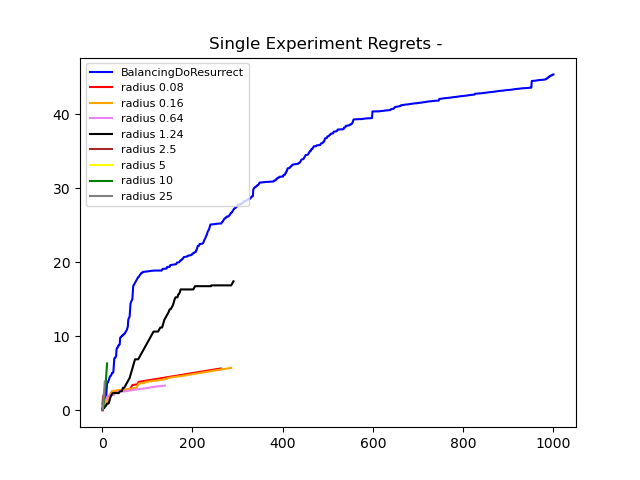 Single Experiment Regrets -
BalancingDoResurrect
radius 0.08
radius 0.16
radius 0.64
radius 1.24
radius 2.5
radius 5
radius 10
radius 25
40
30
20
10
0
0 200 400 600 800 1000